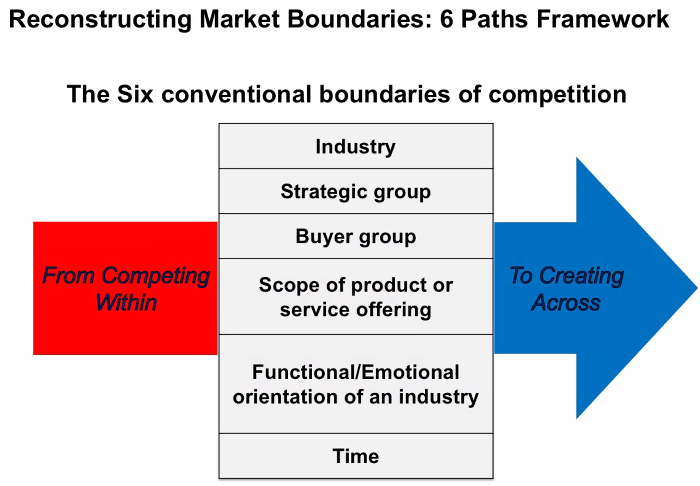 Reconstructing Market Boundaries: 6 Paths Framework
The Six conventional boundaries of competition
Industry
Strategic group
Buyer group
From Competing
Within
Scope of product or
service offering
To Creating
Across
Functional/Emotional
orientation of an industry
Time